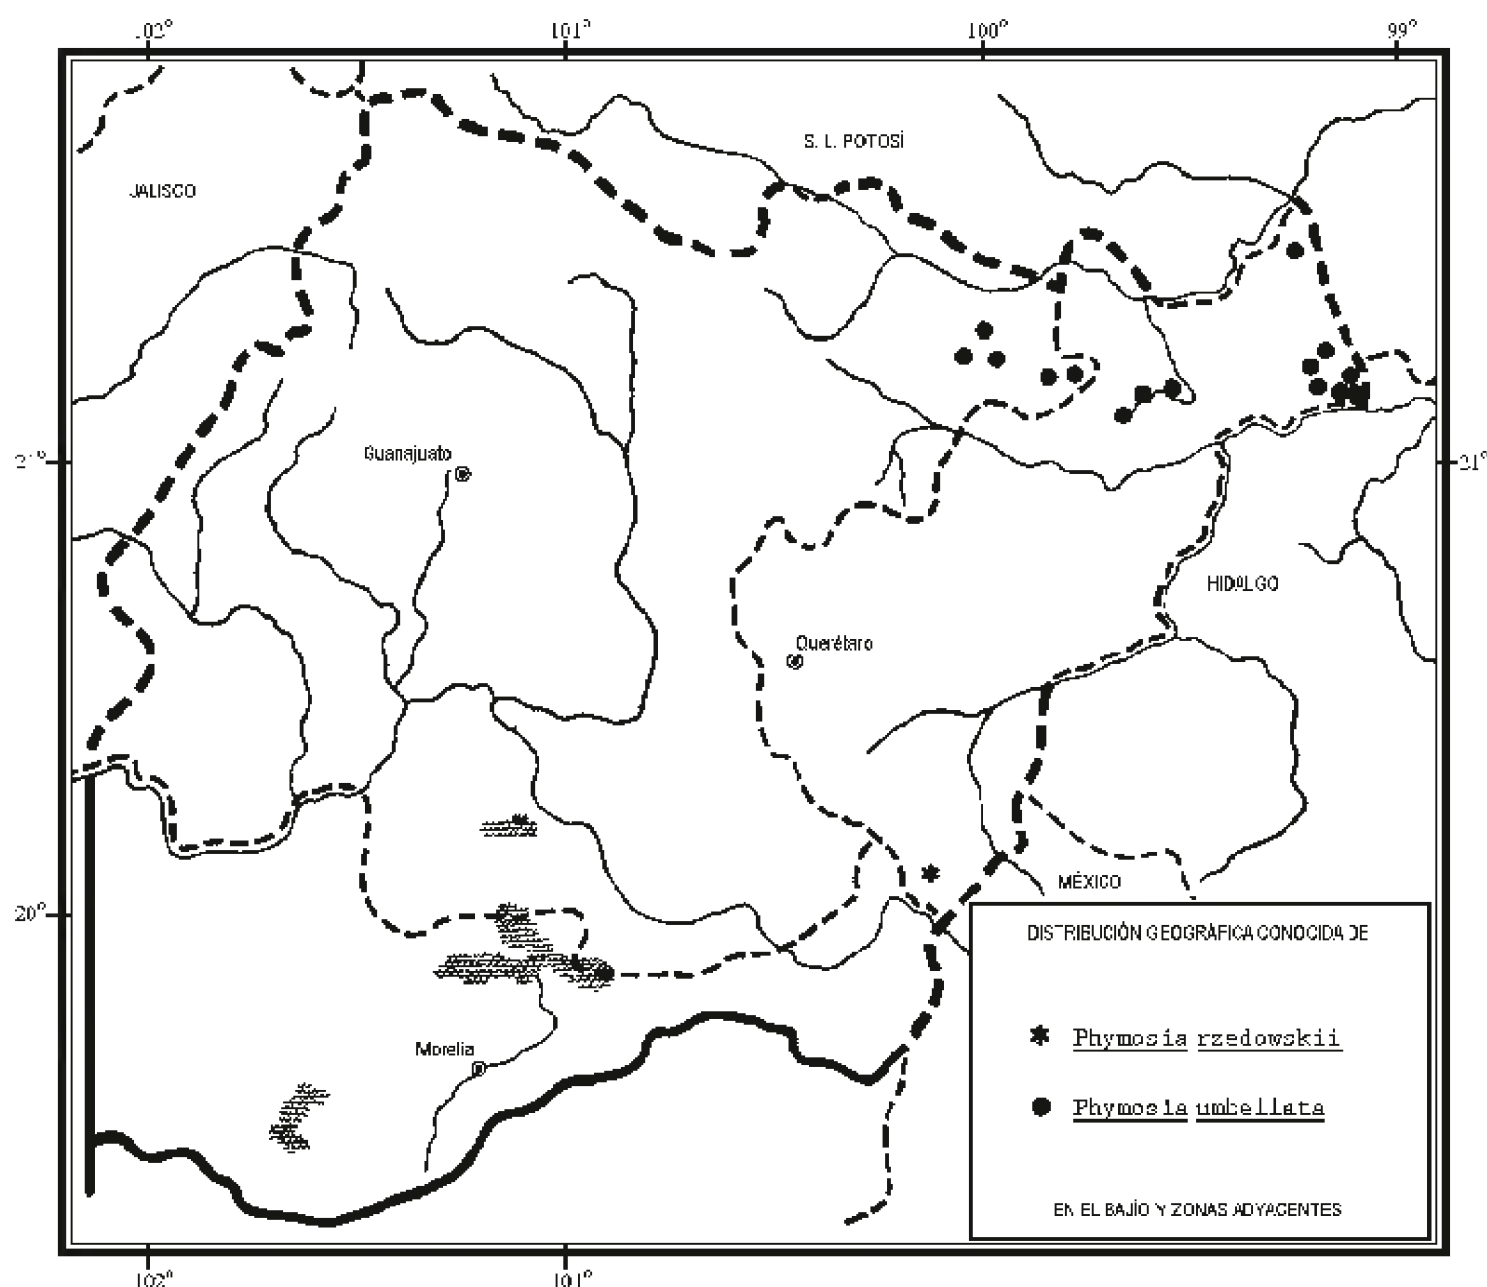 102° 101° 100° 99°
S. L. POTOSÍ
JALISCO
Guanajuato
21° 21°
HIDALGO
Querétaro
MÉXICO
20°
DISTRIBUCIÓN GEOGRÁFICA CONOCIDA DE
Phymosia rzedowskii
Morelia
Phymosia umbellata
EN EL BAJÍO Y ZONAS ADYACENTES
102° 101°